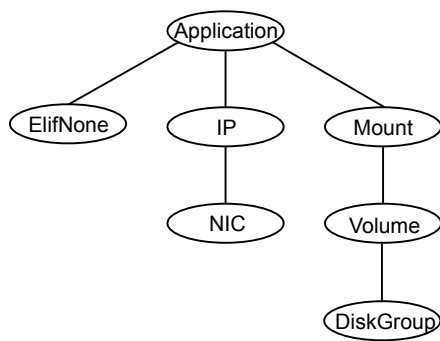 Application
ElifNone
IP
Mount
NIC
Volume
DiskGroup